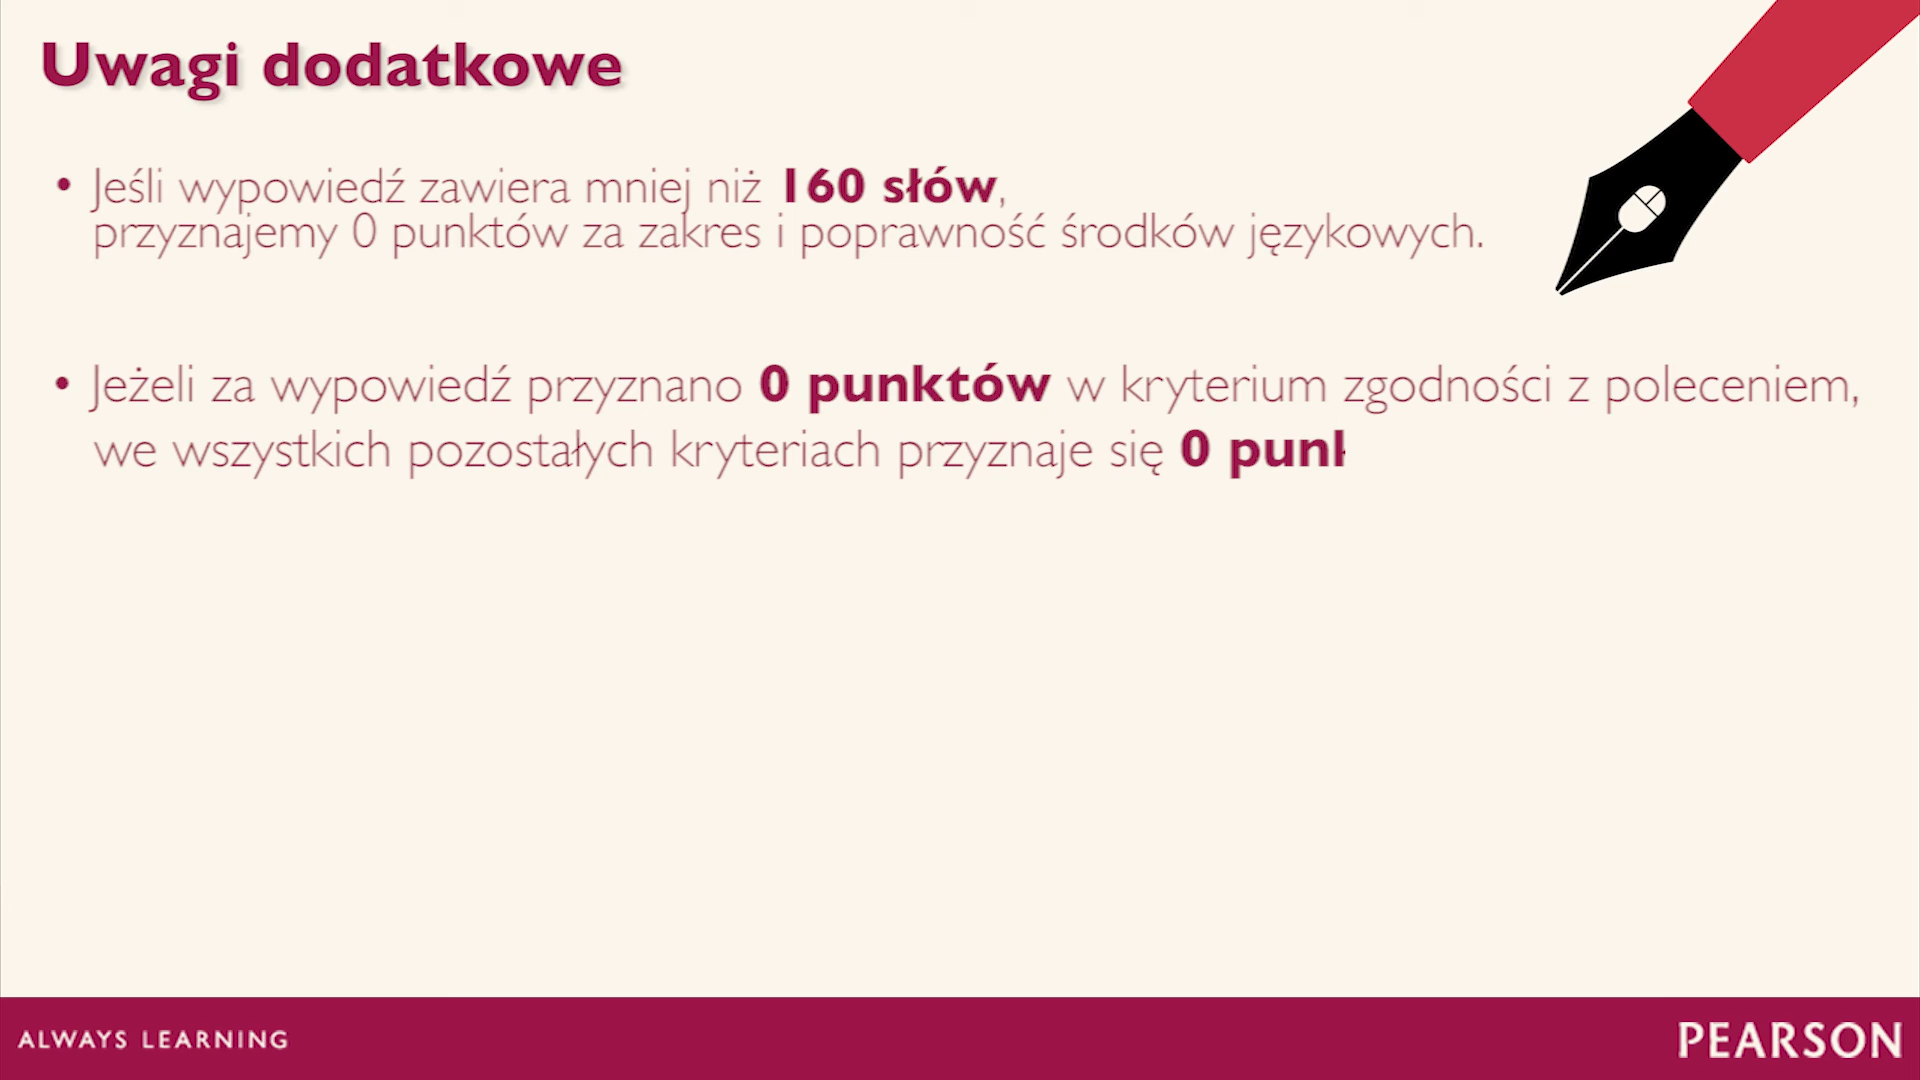 Uwagi dodatkowe
• Jeśli wypowiedź zawiera mniej niż 160 słów,
przyznajemy 0 punktów za zakres i poprawność środków językowych.
• Jeżeli za wypowiedź przyznano 0 punktów w kryterium zgodności z poleceniem,
we wszystkich pozostałych kryteriach przyznaje się 0
ALWAYS LEARNING
PEARSON